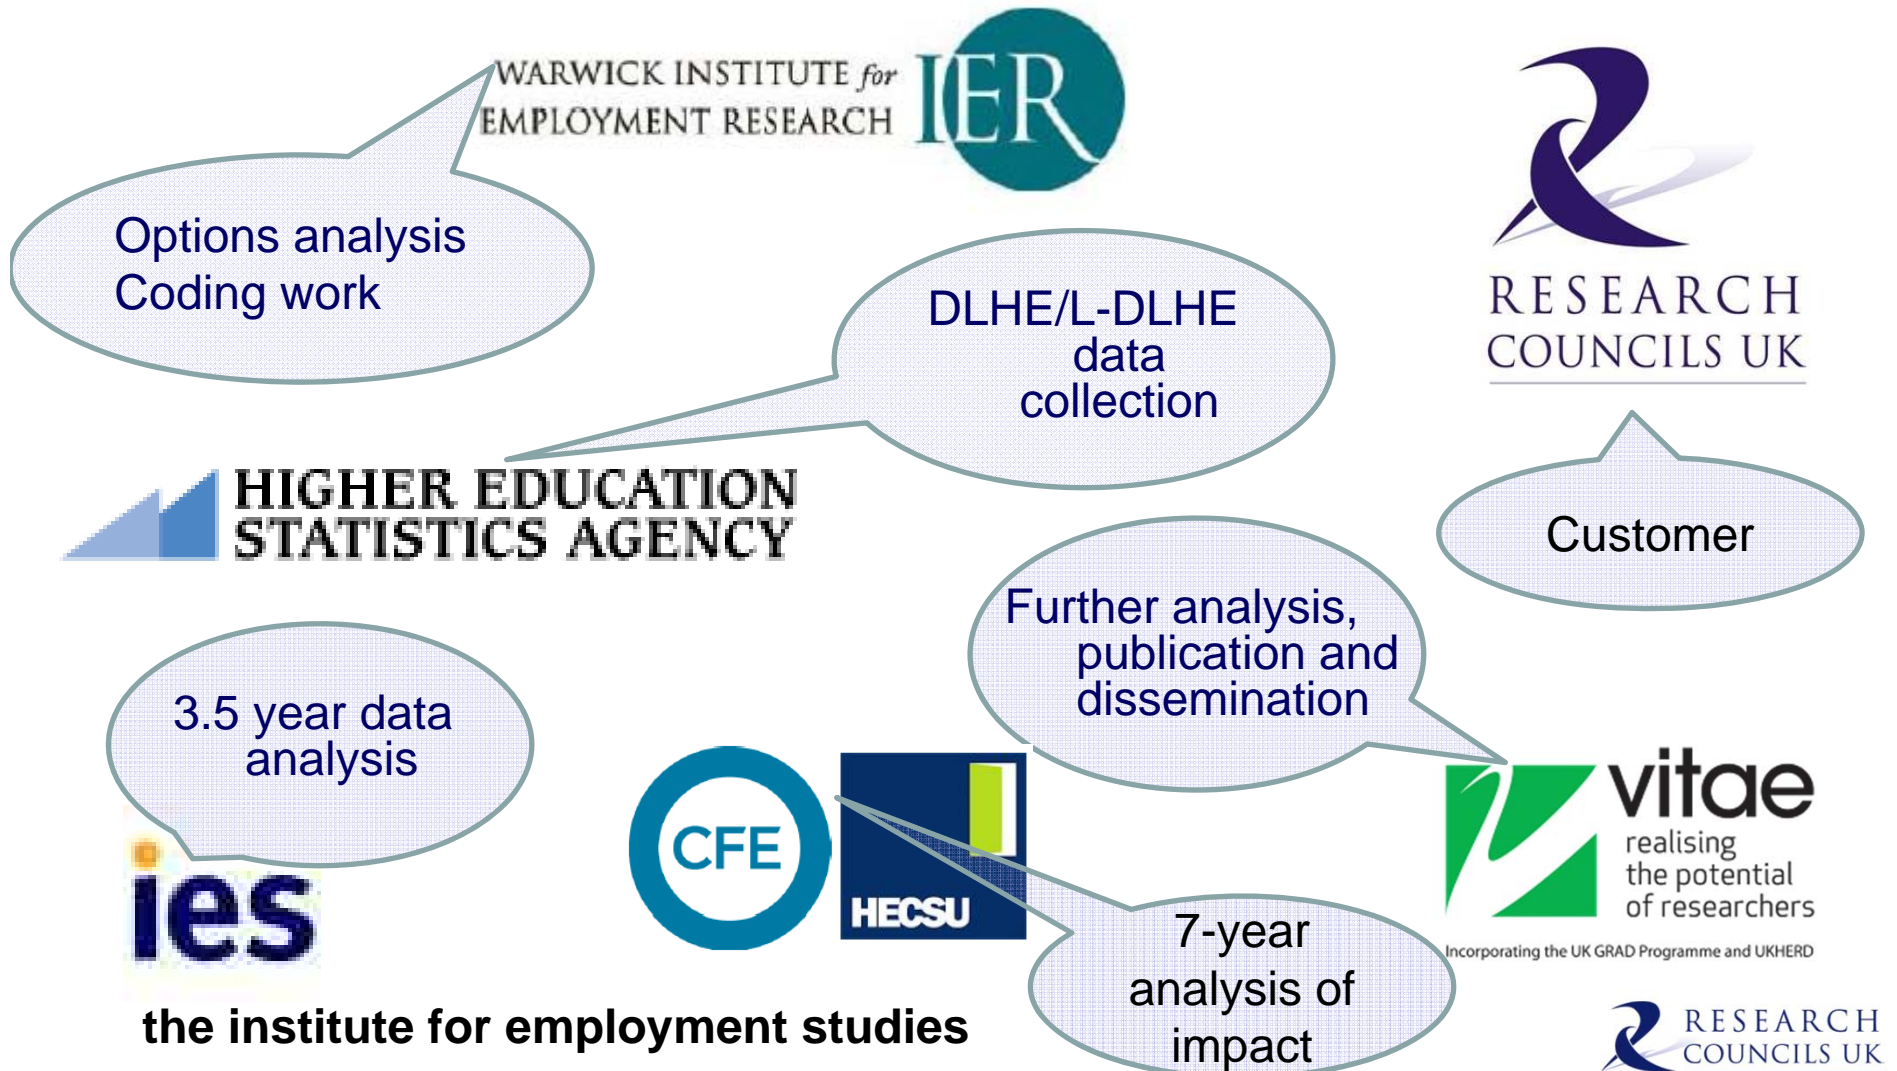 WARWICK INSTITUTE for
EMPLOYMENT RESEARCH
IER
Options analysis
Coding work
DLHE/L-DLHE
data
collection
RESEARCH
COUNCILS UK
HIGHER EDUCATION
STATISTICS AGENCY
Customer
Further analysis,
publication and
dissemination
3.5 year data
analysis
ies
the institute for employment studies
CFE
HECSU
7-year
analysis of
impact
vitae
realising
the potential
of researchers
Incorporating the UK GRAD Programme and UKHERD
RESEARCH
COUNCILS UK